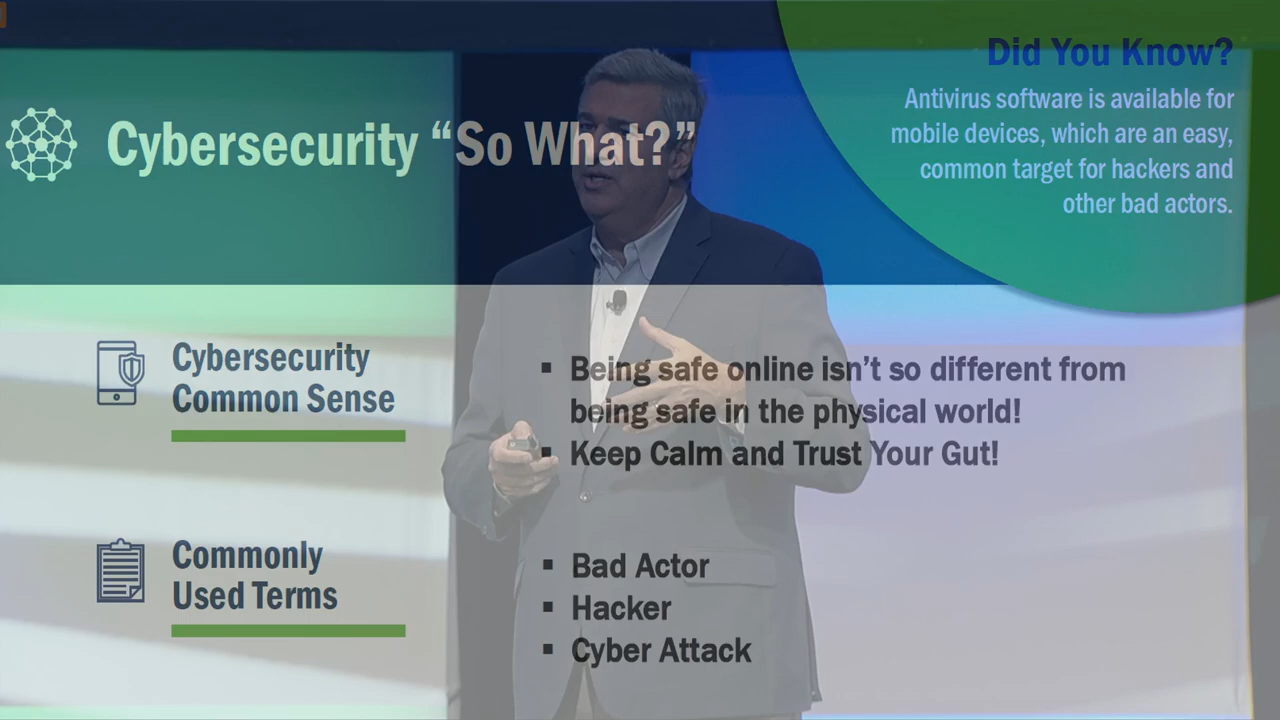 Did You Know?
Antivirus software is available for
mobile devices, which are an easy,
common target for hackers and
other bad actors.
Cybersecurity “So What?”
Cybersecurity
Common Sense
▪ Being safe online isn’t so different from
being safe in the physical world!
▪ Keep Calm and Trust Your Gut!
Commonly
Used Terms
▪ Bad Actor
▪ Hacker
▪ Cyber Attack